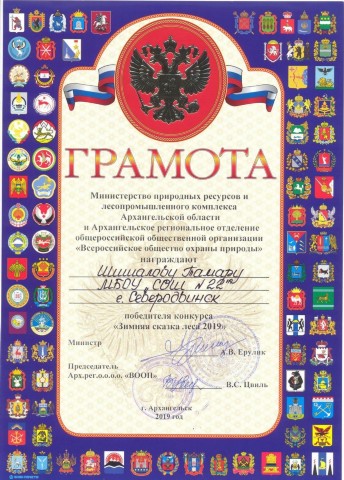 ГРАМОТА
Министерство природных ресурсов и
лесопромышленного комплекса
Архангельской области
и Архангельское региональное отделение
общероссийской общественной организации
«Всероссийское общество охраны природы»
награждают
Шишалову Тамару
МБОУ „СОШ №22"
г. Северодвинск
победителя конкурса
«Зимняя сказка леса 2019»
Министр
А.В. Ерулик
Председатель
Арх.рег.о.о.о.о. «ВООП»
В.С. Цвиль
г. Архангельск
2019 год